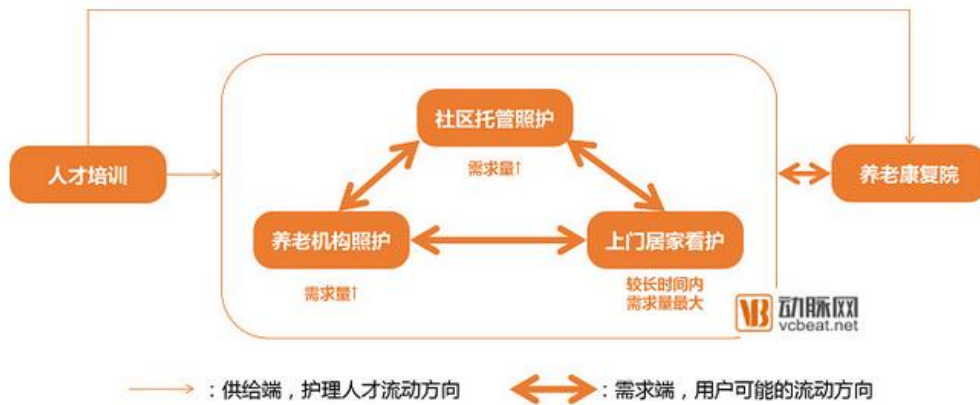 社区托管照护
需求量↑
人才培训
养老康复院
养老机构照护
上门居家看护
需求量↑
较长时间内
需求量最大
VB
动脉网
vcbeat.net
：供给端，护理人才流动方向
：需求端，用户可能的流动方向